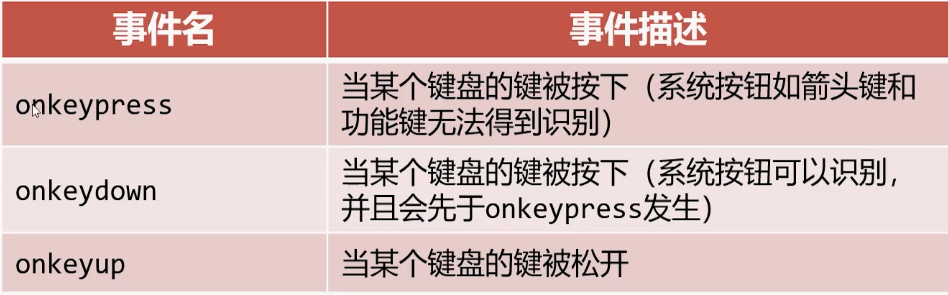 事件名 事件描述
onkeypress 当某个键盘的键被按下（系统按钮如箭头键和
功能键无法得到识别）
onkeydown 当某个键盘的键被按下（系统按钮可以识别，
并且会先于onkeypress发生）
onkeyup 当某个键盘的键被松开